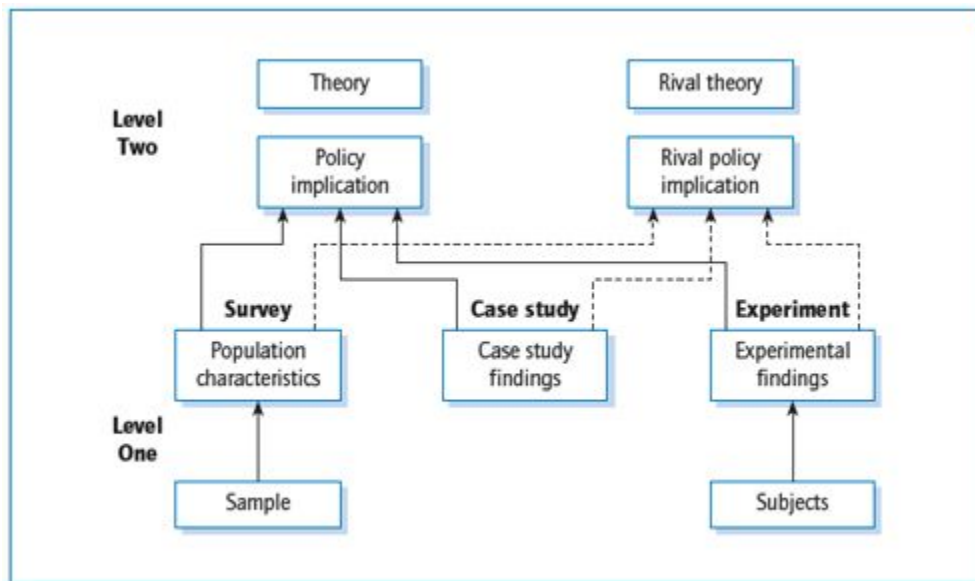 Theory
Rival theory
Level
Two
Policy
implication
Rival policy
implication
Survey
Case study
Experiment
Population
characteristics
Case study
findings
Experimental
findings
Level
One
Sample
Subjects